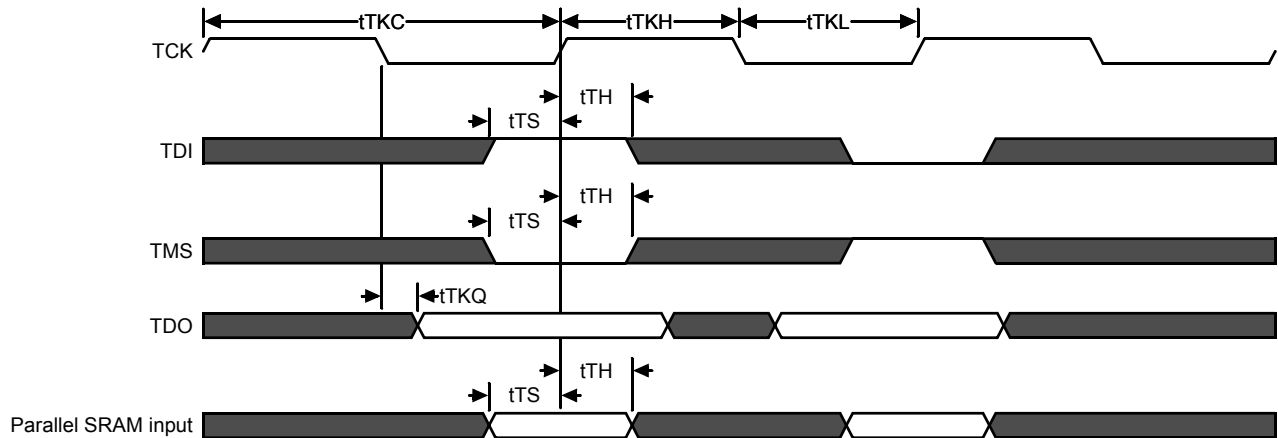 tTKC tTKH tTKL
TCK
tTH
tTS
TDI
tTH
tTS
TMS
tTKQ
TDO
tTH
tTS
Parallel SRAM input